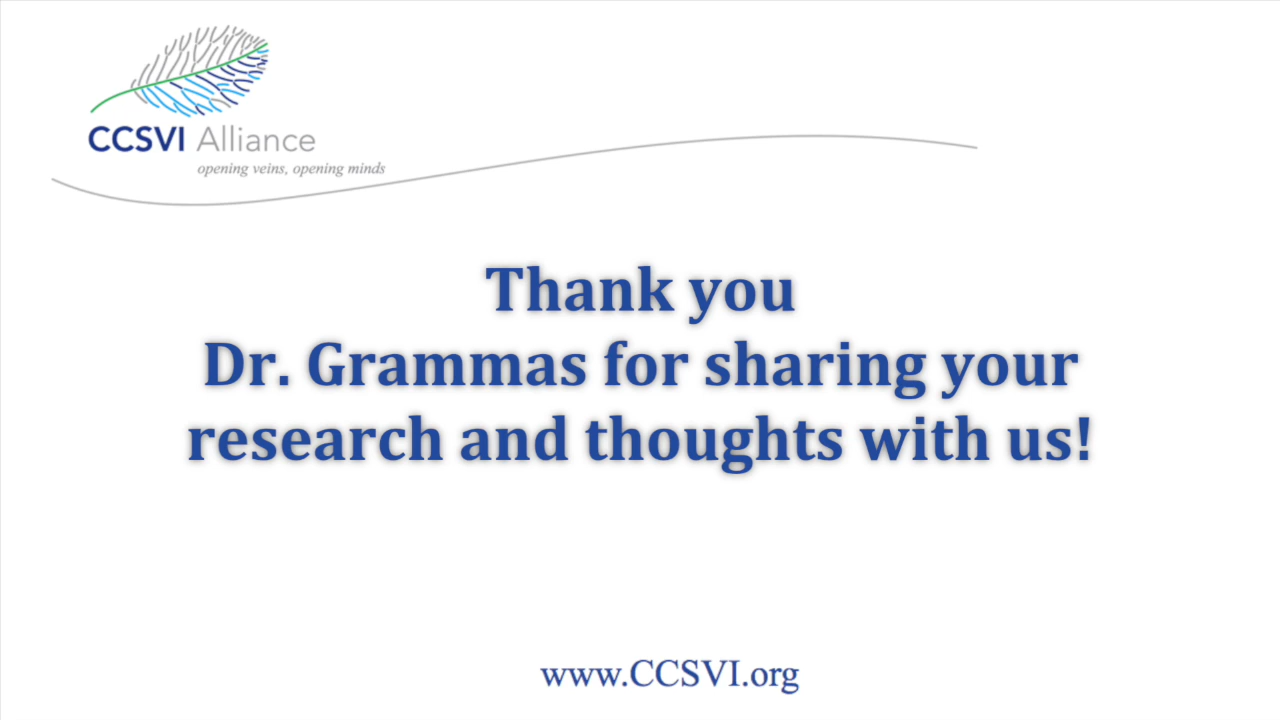 CCSVI Alliance
opening veins, opening minds
Thank you
Dr. Grammas for sharing your
research and thoughts with us!
www.CCSVI.org